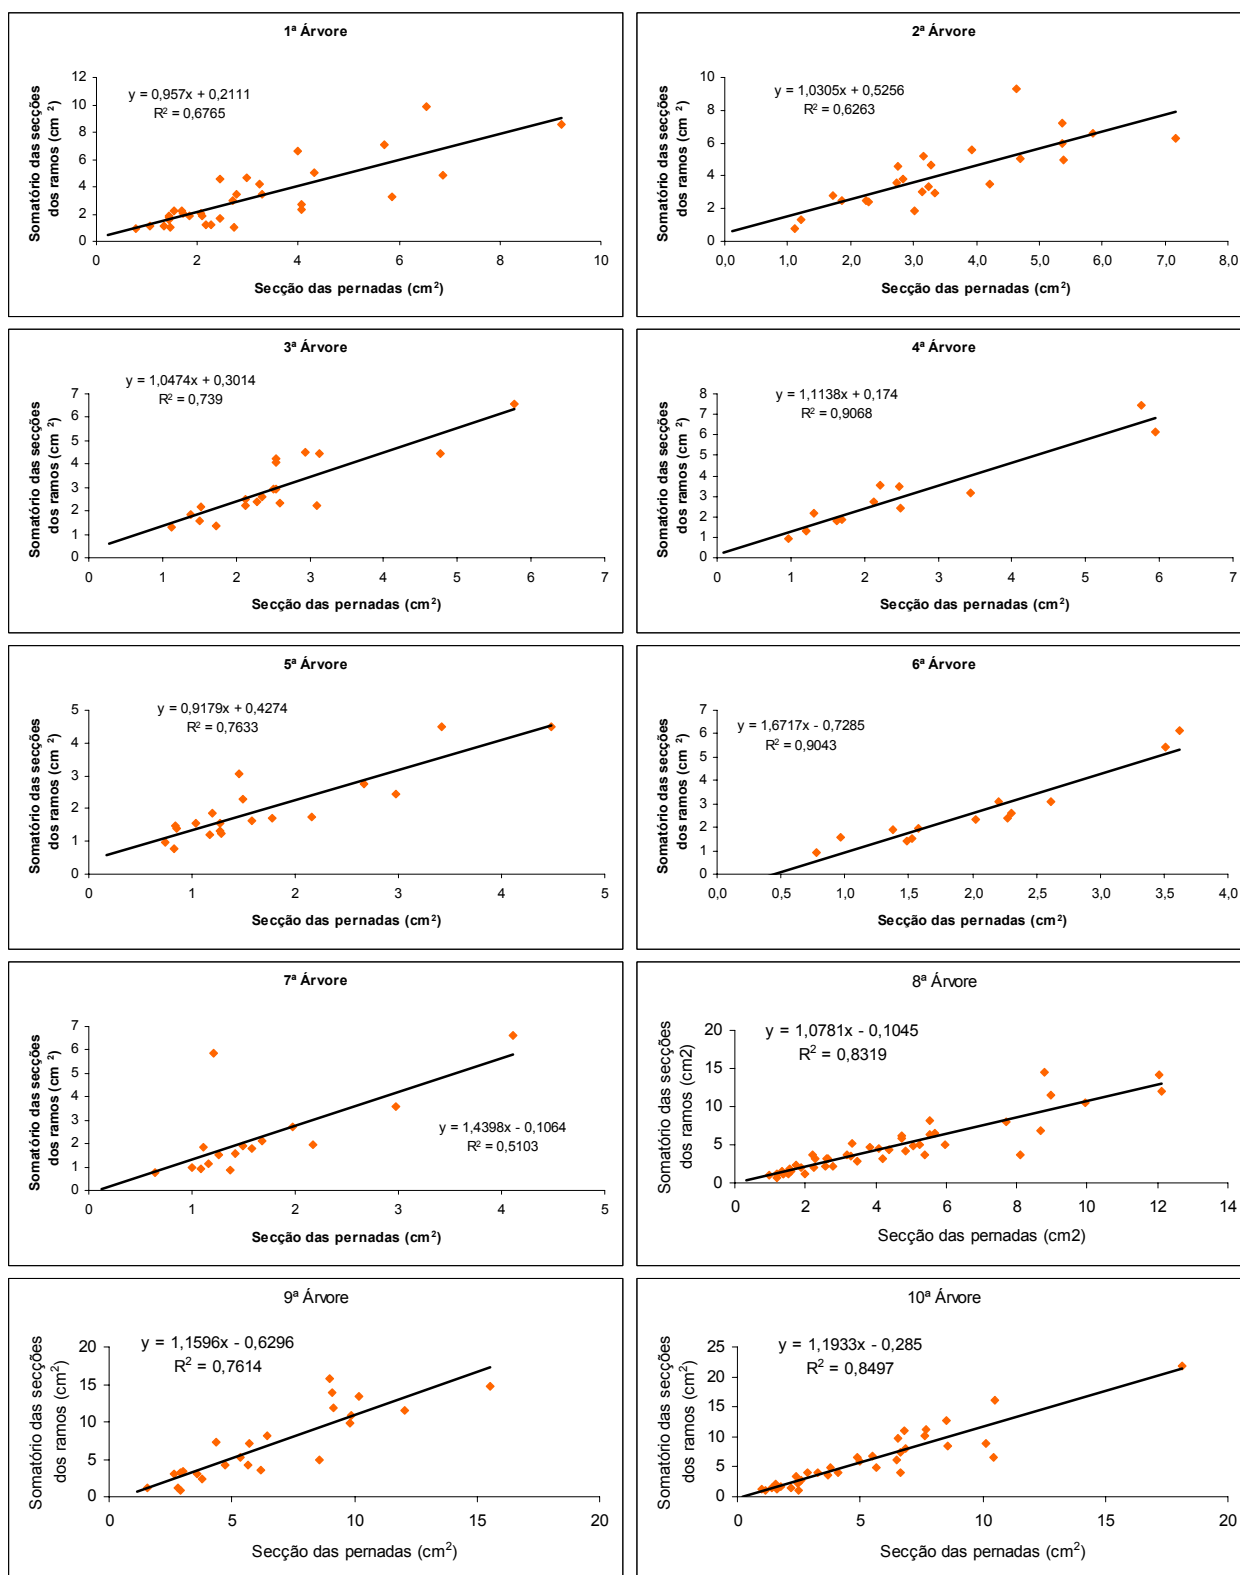 1ª Árvore
y = 0,957x + 0,2111
R² = 0,6765
Somatório das secções
dos ramos (cm ²)
12
10
8
6
4
2
0
0 2 4 6 8 10
Secção das pernadas (cm²)
2ª Árvore
y = 1,0305x + 0,5256
R² = 0,6263
Somatório das secções
dos ramos (cm ²)
10
8
6
4
2
0
0,0 1,0 2,0 3,0 4,0 5,0 6,0 7,0 8,0
Secção das pernadas (cm²)
3ª Árvore
y = 1,0474x + 0,3014
R² = 0,739
Somatório das secções
dos ramos (cm ²)
7
6
5
4
3
2
1
0
0 1 2 3 4 5 6 7
Secção das pernadas (cm²)
4ª Árvore
y = 1,1138x + 0,174
R² = 0,9068
Somatório das secções
dos ramos (cm ²)
8
7
6
5
4
3
2
1
0
0 1 2 3 4 5 6 7
Secção das pernadas (cm²)
5ª Árvore
y = 0,9179x + 0,4274
R² = 0,7633
Somatório das secções
dos ramos (cm ²)
5
4
3
2
1
0
0 1 2 3 4 5
Secção das pernadas (cm²)
6ª Árvore
y = 1,6717x - 0,7285
R² = 0,9043
Somatório das secções
dos ramos (cm ²)
7
6
5
4
3
2
1
0
0,0 0,5 1,0 1,5 2,0 2,5 3,0 3,5 4,0
Secção das pernadas (cm²)
7ª Árvore
y = 1,4398x - 0,1064
R² = 0,5103
Somatório das secções
dos ramos (cm ²)
7
6
5
4
3
2
1
0
0 1 2 3 4 5
Secção das pernadas (cm²)
8ª Árvore
y = 1,0781x - 0,1045
R² = 0,8319
Somatório das secções
dos ramos (cm2)
20
15
10
5
0
0 2 4 6 8 10 12 14
Secção das pernadas (cm2)
9ª Árvore
y = 1,1596x - 0,6296
R² = 0,7614
Somatório das secções
dos ramos (cm²)
20
15
10
5
0
0 5 10 15 20
Secção das pernadas (cm²)
10ª Árvore
y = 1,1933x - 0,285
R² = 0,8497
Somatório das secções
dos ramos (cm²)
25
20
15
10
5
0
0 5 10 15 20
Secção das pernadas (cm²)